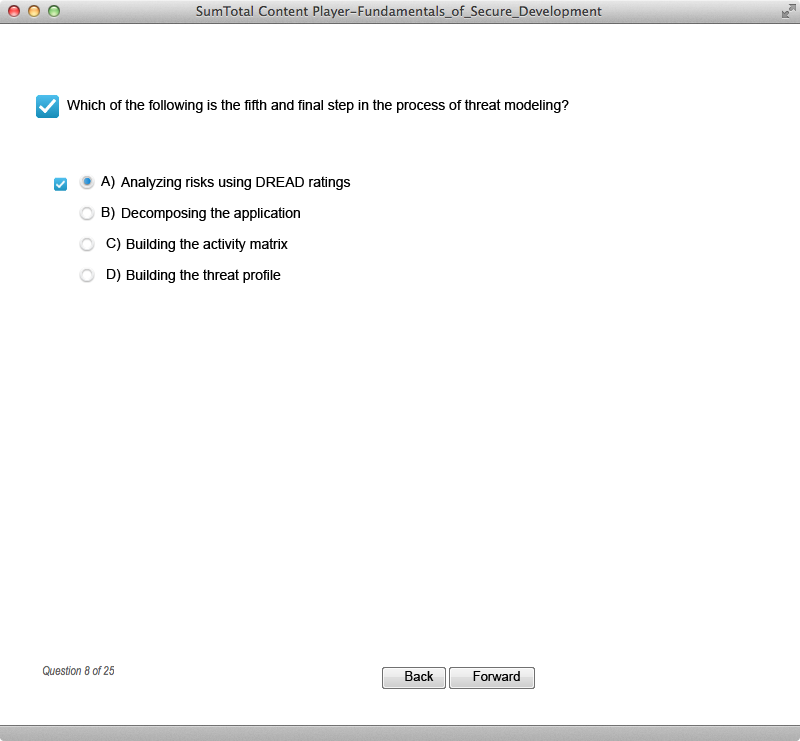 SumTotal Content Player-Fundamentals_of_Secure_Development
Which of the following is the fifth and final step in the process of threat modeling?
A) Analyzing risks using DREAD ratings
B) Decomposing the application
C) Building the activity matrix
D) Building the threat profile
Question 8 of 25
Back Forward